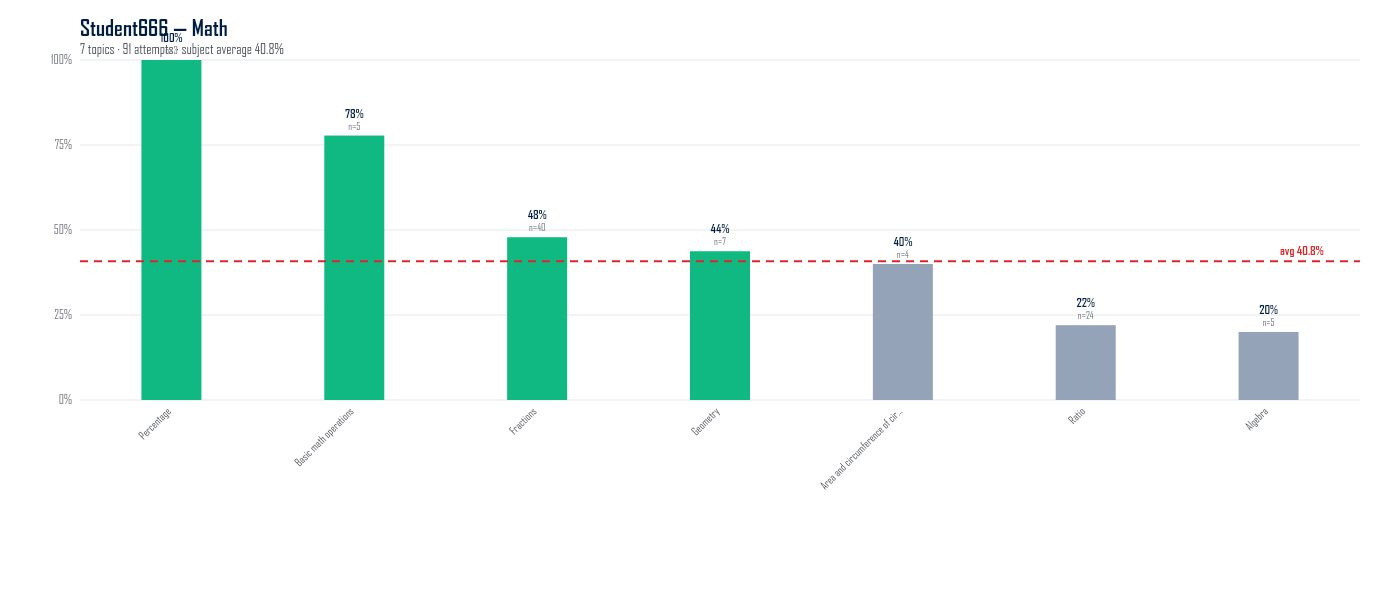 Student666 — Math
100%
7 topics · 91 attempts · subject average 40.8%
100%
78%
n=5
75%
48%
n=40
50%
44%
n=7
40%
n=4
avg 40.8%
22%
n=24
25%
20%
n=5
0%
Percentage
Basic math operations
Fractions
Geometry
Area and circumference of cir...
Ratio
Algebra